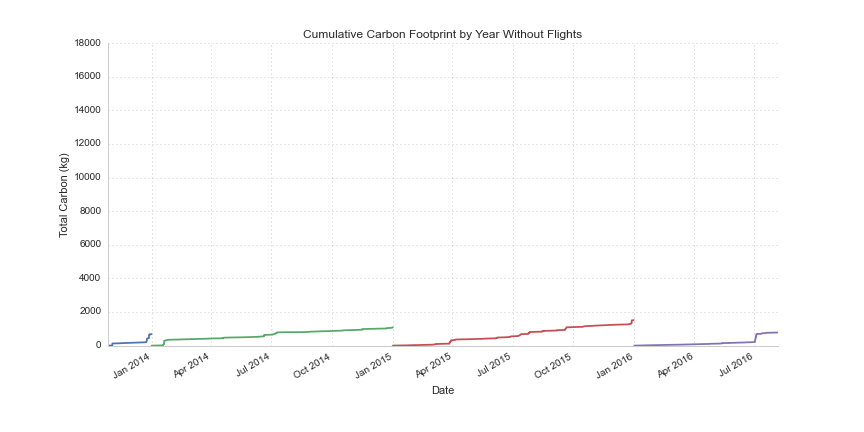 Cumulative Carbon Footprint by Year Without Flights
18000
16000
14000
12000
10000
8000
6000
4000
2000
0
Total Carbon (kg)
Jan 2014
Apr 2014
Jul 2014
Oct 2014
Jan 2015
Apr 2015
Jul 2015
Oct 2015
Jan 2016
Apr 2016
Jul 2016
Date